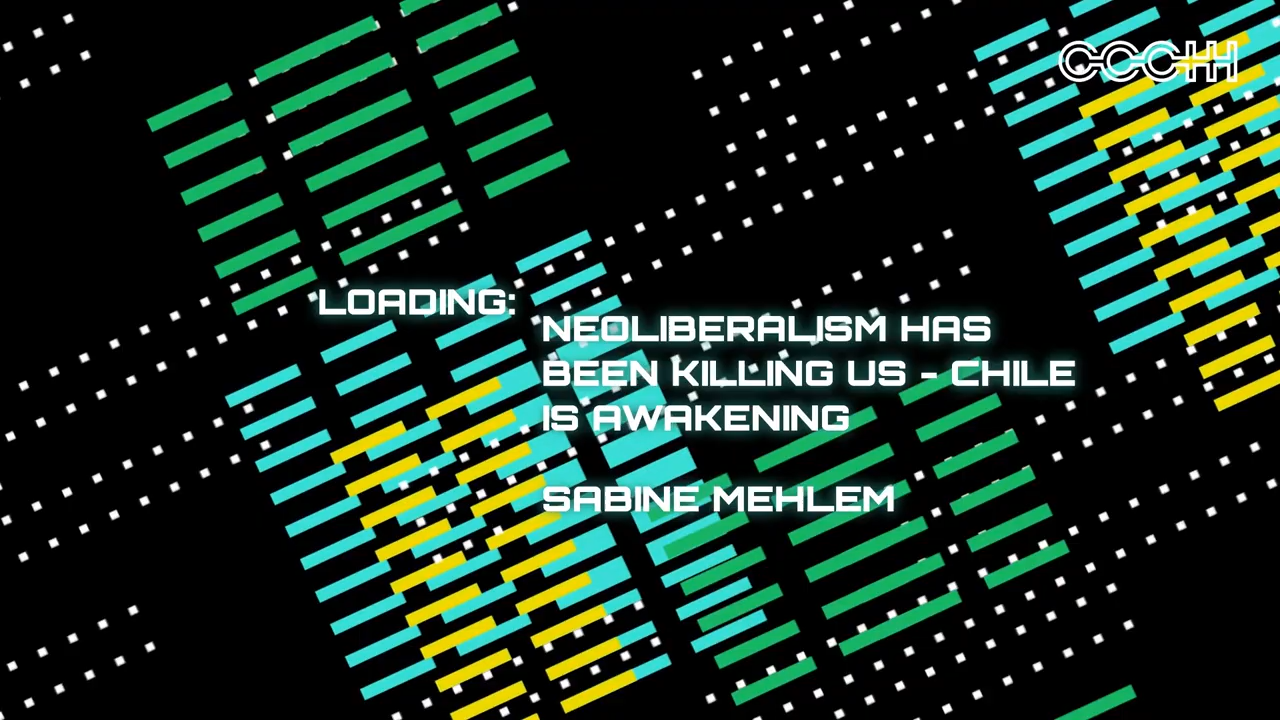 CCCHH
LOADING:
NEOLIBERALISM HAS
BEEN KILLING US - CHILE
IS AWAKENING
SABINE MEHLEM